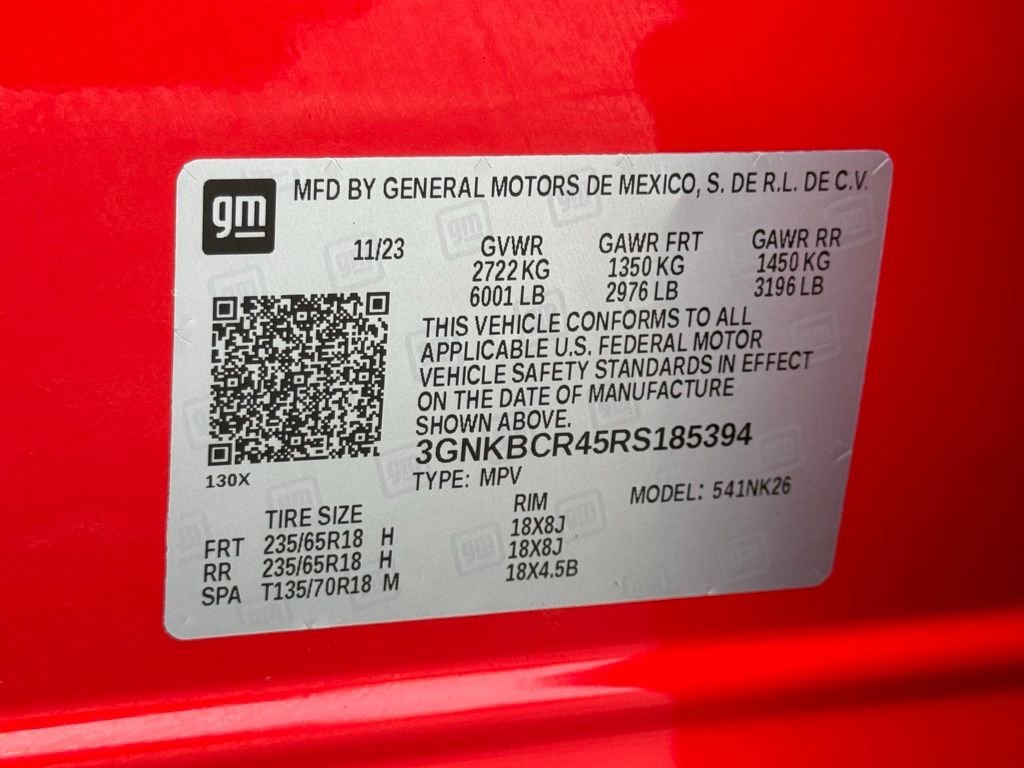 gm
MFD BY GENERAL MOTORS DE MEXICO, S. DE R.L. DE C.V.
11/23 GVWR GAWR FRT GAWR RR
2722 KG 1350 KG 1450 KG
6001 LB 2976 LB 3196 LB
THIS VEHICLE CONFORMS TO ALL
APPLICABLE U.S. FEDERAL MOTOR
VEHICLE SAFETY STANDARDS IN EFFECT
ON THE DATE OF MANUFACTURE
SHOWN ABOVE.
3GNKBCR45RS185394
130X
TYPE: MPV
MODEL: 541NK26
TIRE SIZE RIM
FRT 235/65R18 H 18X8J
RR 235/65R18 H 18X8J
SPA T135/70R18 M 18X4.5B